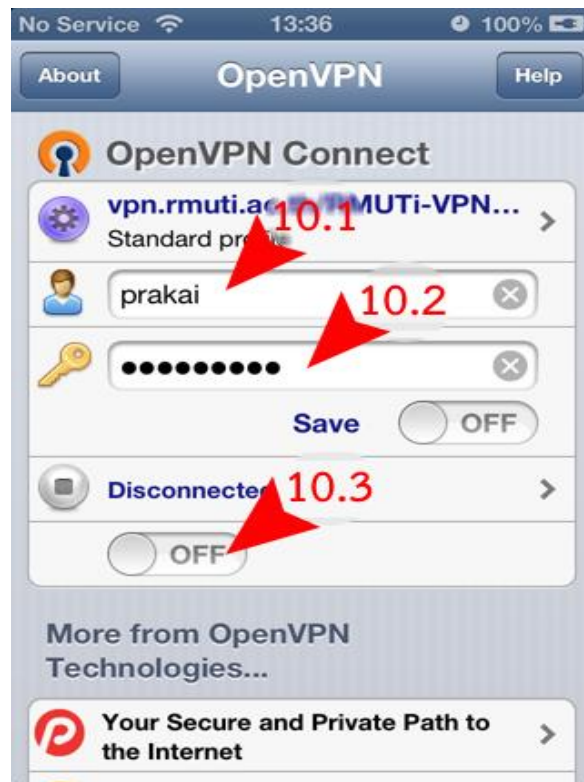 No Service 13:36 100%
About OpenVPN Help
OpenVPN Connect
vpn.rmuti.ac MUTi-VPN...
10.1
Standard
prakai
10.2
•••••••••
Save OFF
Disconnected
10.3
OFF
More from OpenVPN
Technologies...
Your Secure and Private Path to
the Internet